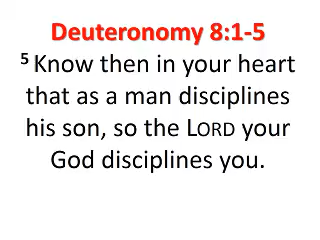 Deuteronomy 8:1-5
5 Know then in your heart
that as a man disciplines
his son, so the LORD your
God disciplines you.